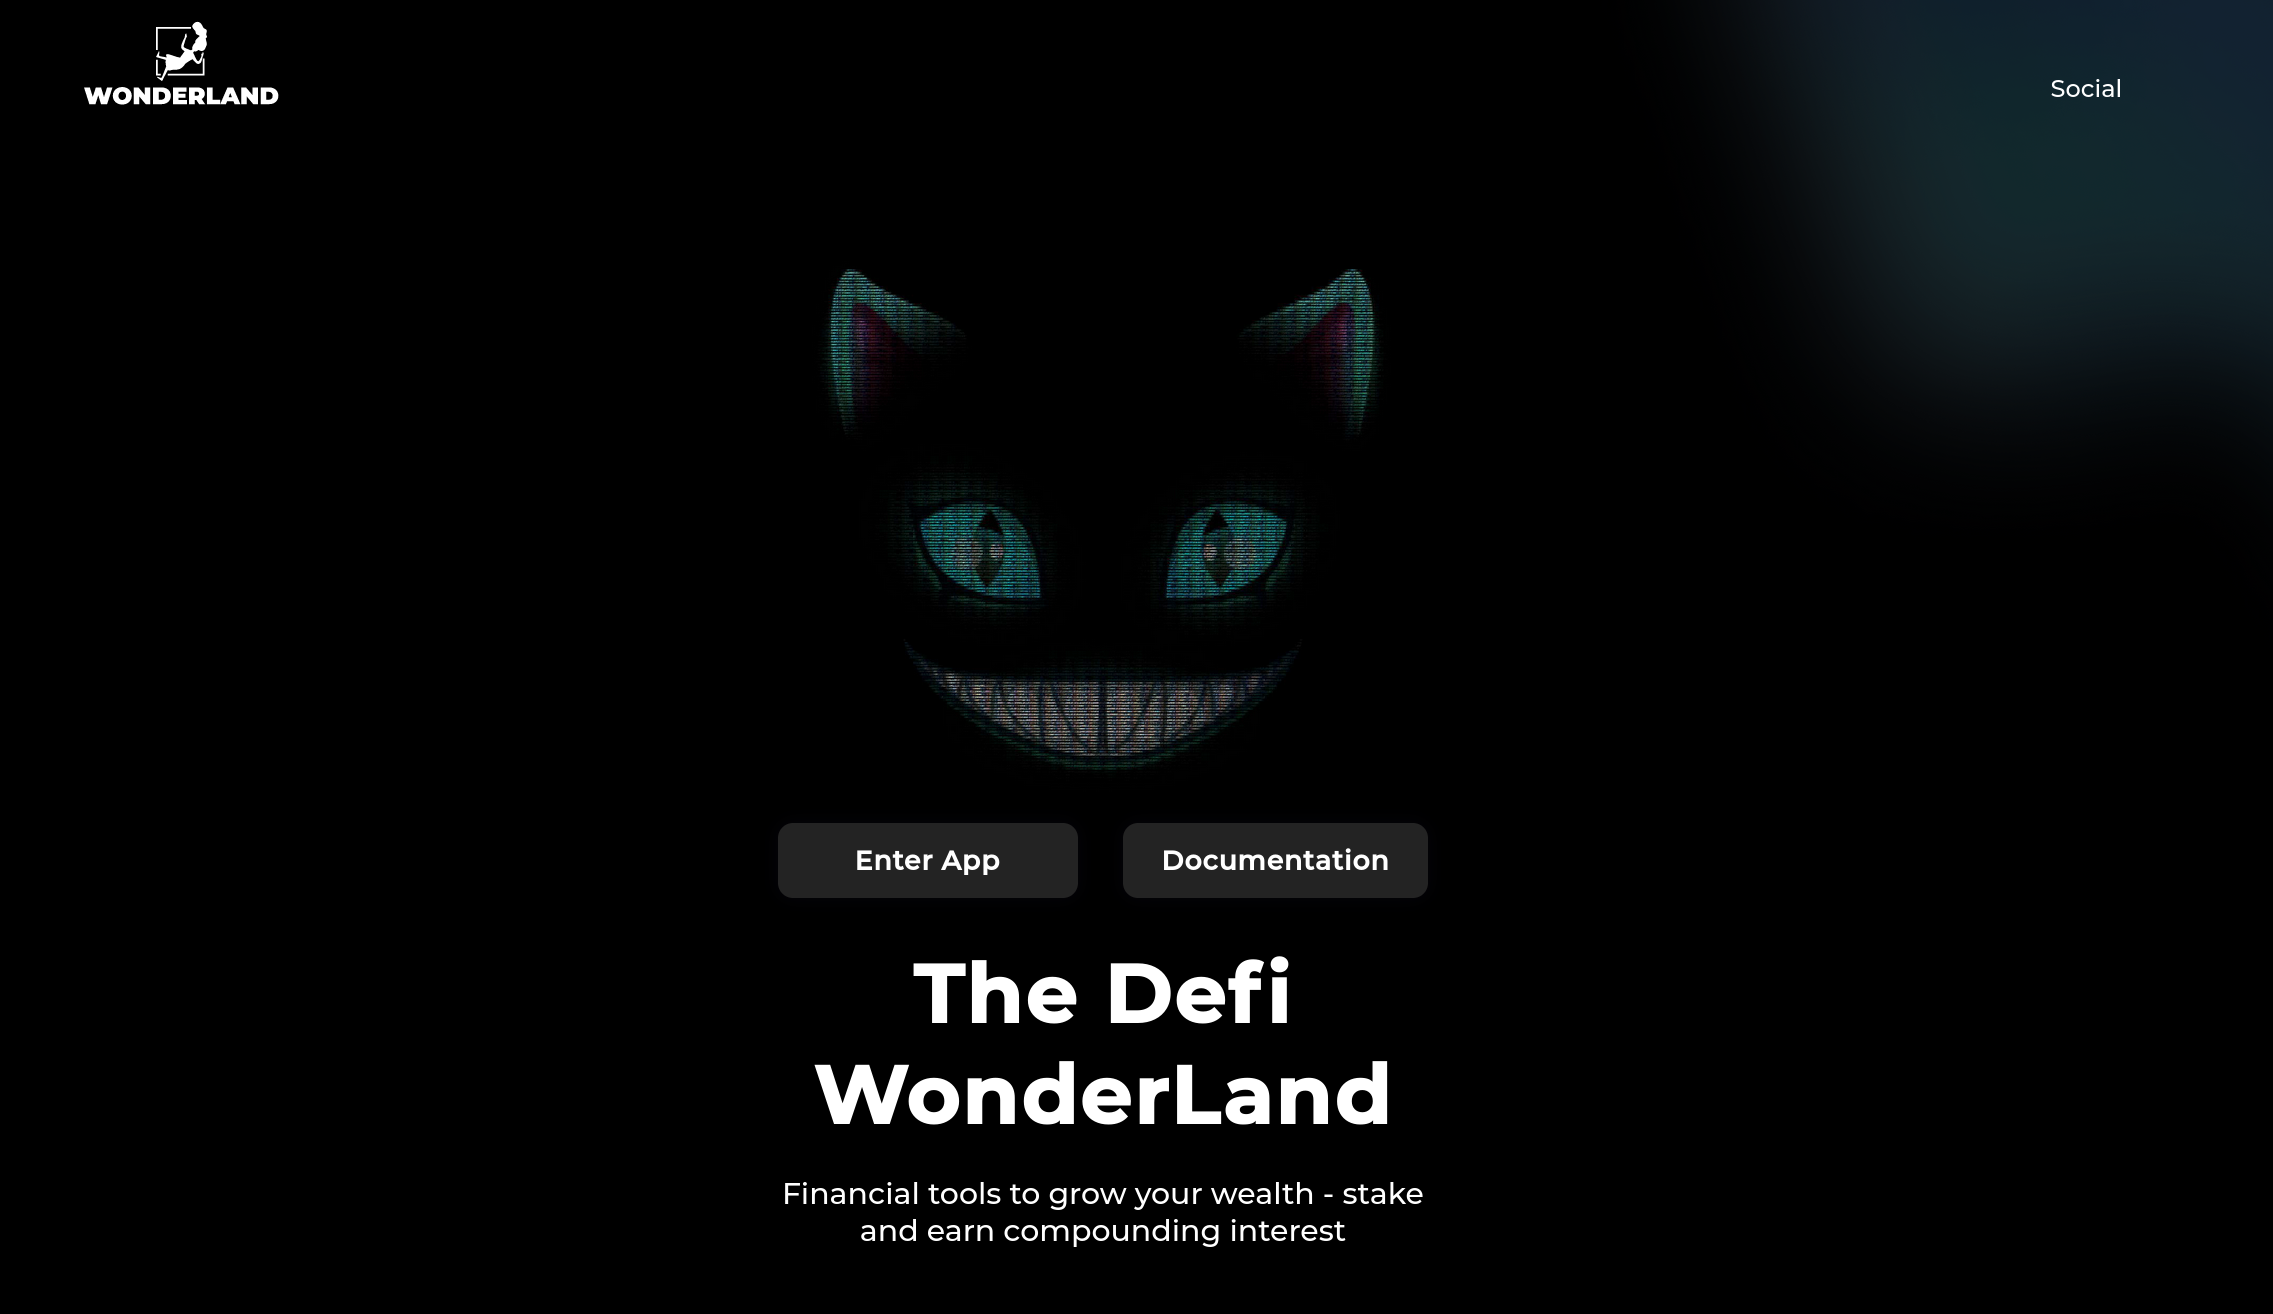 WONDERLAND
Social
Enter App
Documentation
The Defi
WonderLand
Financial tools to grow your wealth - stake
and earn compounding interest